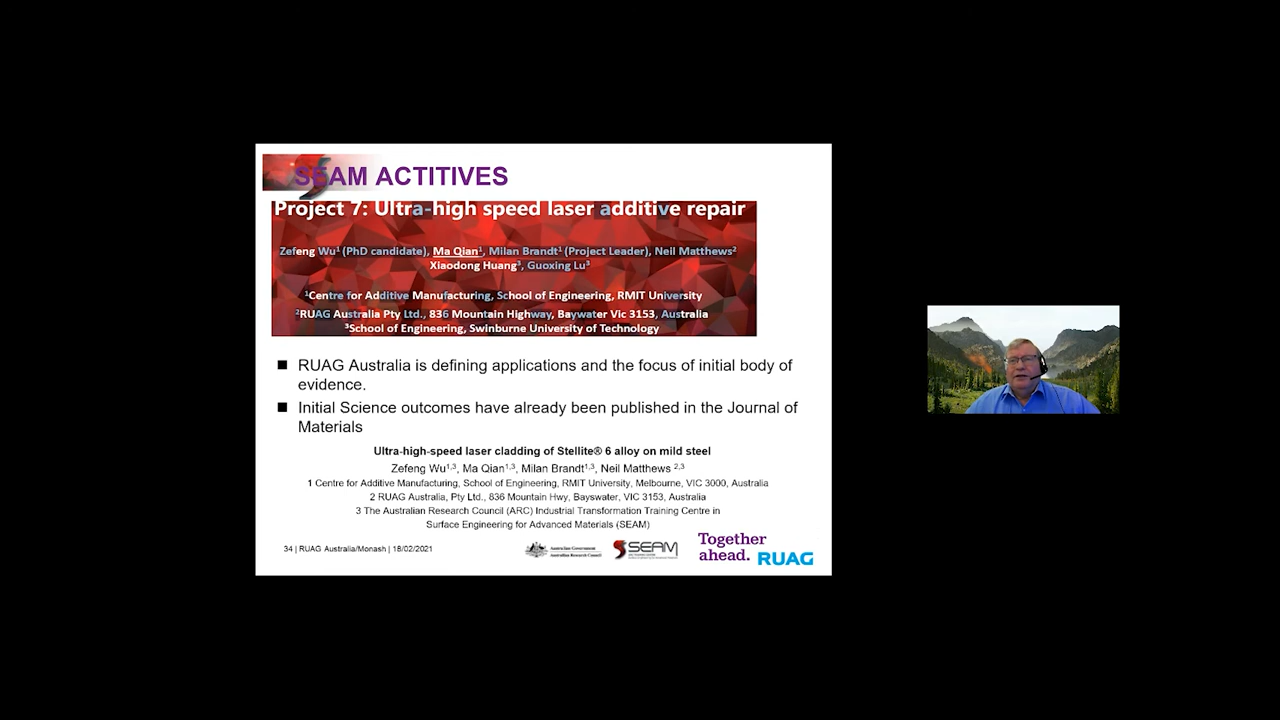 SEAM ACTITIVES
Project 7: Ultra-high speed laser additive repair
Zefeng Wu¹ (PhD candidate), Ma Qian¹, Milan Brandt¹ (Project Leader), Neil Matthews²
Xiaodong Huang³, Guoxing Lu³
¹Centre for Additive Manufacturing, School of Engineering, RMIT University
²RUAG Australia Pty Ltd., 836 Mountain Highway, Baywater Vic 3153, Australia
³School of Engineering, Swinburne University of Technology
■ RUAG Australia is defining applications and the focus of initial body of
evidence.
■ Initial Science outcomes have already been published in the Journal of
Materials
Ultra-high-speed laser cladding of Stellite® 6 alloy on mild steel
Zefeng Wu¹,³, Ma Qian¹,³, Milan Brandt¹,³, Neil Matthews ²,³
1 Centre for Additive Manufacturing, School of Engineering, RMIT University, Melbourne, VIC 3000, Australia
2 RUAG Australia, Pty Ltd., 836 Mountain Hwy, Bayswater, VIC 3153, Australia
3 The Australian Research Council (ARC) Industrial Transformation Training Centre in
Surface Engineering for Advanced Materials (SEAM)
34 | RUAG Australia/Monash | 18/02/2021
Australian Government
Australian Research Council
SEAM
Together
ahead. RUAG